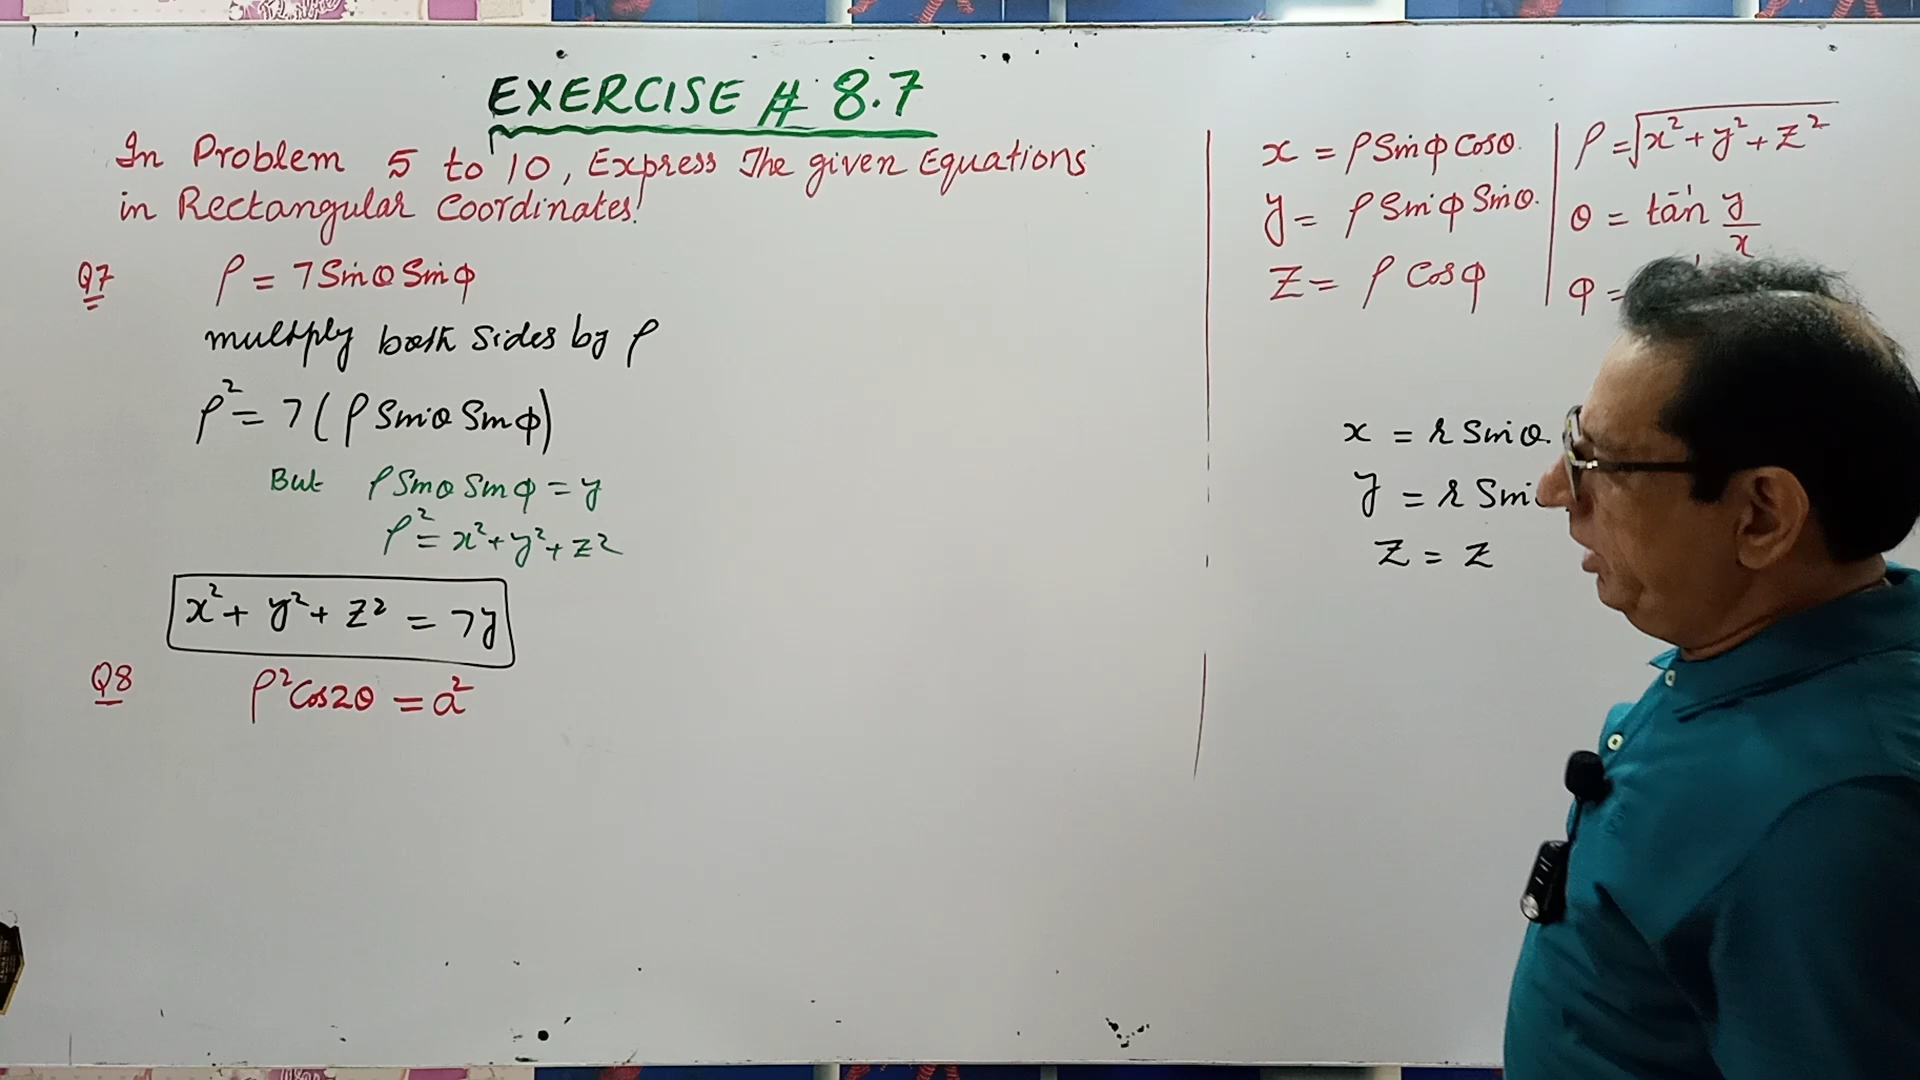 EXERCISE # 8.7
In Problem 5 to 10, Express The given Equations
in Rectangular Coordinates!
Q7 ρ = 7 Sinθ Sinφ
multiply both sides by ρ
ρ² = 7 (ρ Sinθ Sinφ)
But ρ Sinθ Sinφ = y
ρ² = x² + y² + z²
x² + y² + z² = 7y
Q8 ρ² Cos2θ = a²
x = ρ Sinφ Cosθ.
y = ρ Sinφ Sinθ.
z = ρ Cosφ
ρ = √x² + y² + z²
θ = tan⁻¹ y/x
φ =
x = r Sinθ.
y = r Sin
z = z